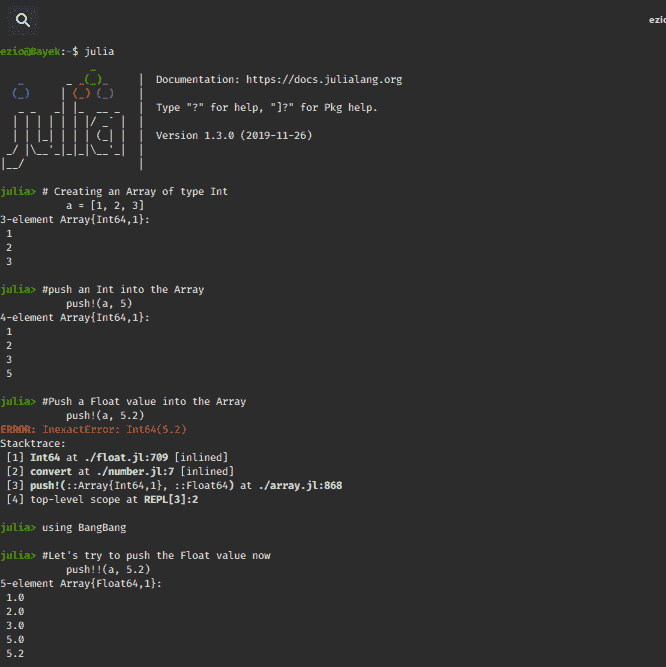 ezio
ezio@Bayek:~$ julia
               _
   _       _ _(_)_     |  Documentation: https://docs.julialang.org
  (_)     | (_) (_)    |
   _ _   _| |_  __ _   |  Type "?" for help, "]?" for Pkg help.
  | | | | | | |/ _` |  |
  | | |_| | | | (_| |  |  Version 1.3.0 (2019-11-26)
 _/ |\__'_|_|_|\__'_|  |
|__/                   |
julia> # Creating an Array of type Int
a = [1, 2, 3]
3-element Array{Int64,1}:
1
2
3
julia> #push an Int into the Array
push!(a, 5)
4-element Array{Int64,1}:
1
2
3
5
julia> #Push a Float value into the Array
push!(a, 5.2)
ERROR: InexactError: Int64(5.2)
Stacktrace:
[1] Int64 at ./float.jl:709 [inlined]
[2] convert at ./number.jl:7 [inlined]
[3] push!(::Array{Int64,1}, ::Float64) at ./array.jl:868
[4] top-level scope at REPL[3]:2
julia> using BangBang
julia> #Let's try to push the Float value now
push!!(a, 5.2)
5-element Array{Float64,1}:
1.0
2.0
3.0
5.0
5.2